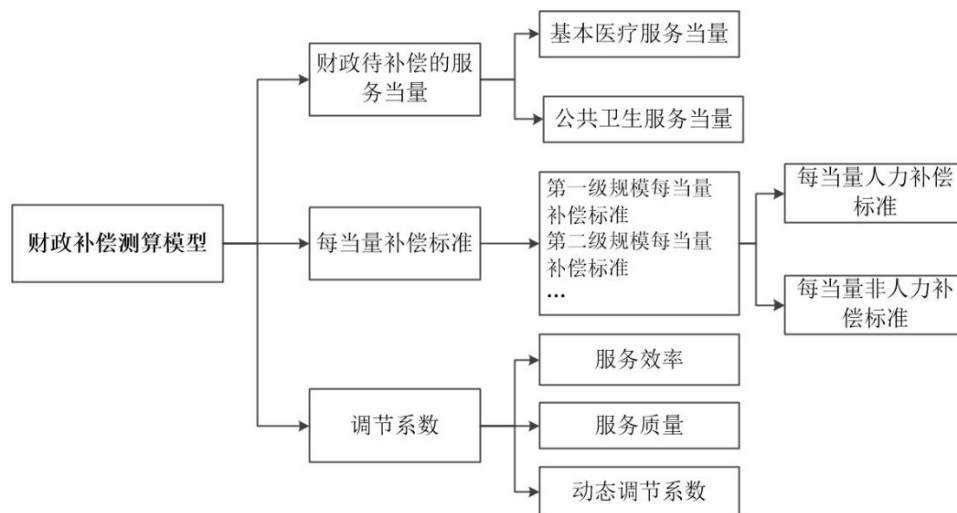 财政补偿测算模型
财政待补偿的服
务当量
基本医疗服务当量
公共卫生服务当量
每当量补偿标准
第一级规模每当量
补偿标准
第二级规模每当量
补偿标准
...
每当量人力补偿
标准
每当量非人力补
偿标准
调节系数
服务效率
服务质量
动态调节系数